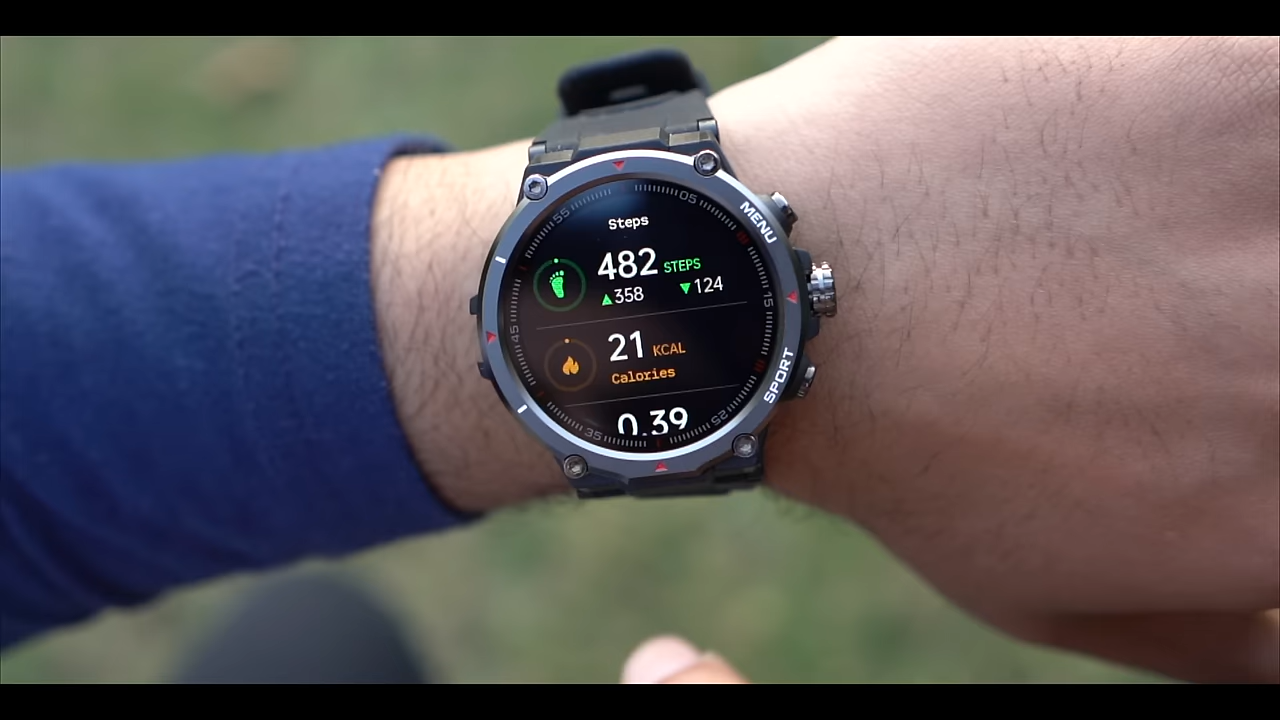 Steps
482 STEPS
▲358 ▼124
21 KCAL
Calories
0.39
05
15
25
35
45
55
MENU
SPORT